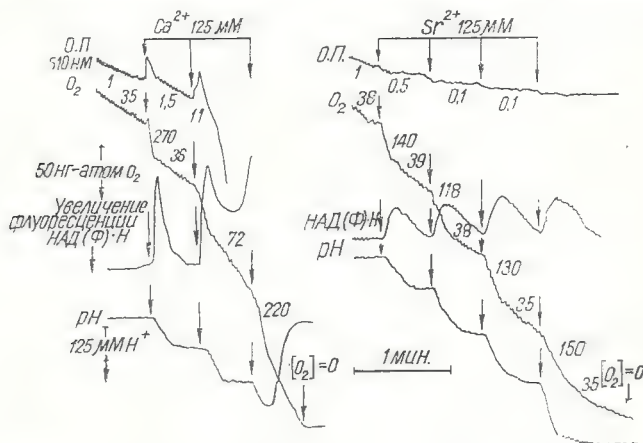 Ca²⁺ 125 мМ
О.П
510 НМ
1
1,5
11
O₂
35
270
36
50 нг-атом O₂
Увеличение
флуоресценции
НАД(Ф)·Н
72
220
pH
125 мМ H⁺
[O₂]=0
Sr²⁺ 125 мМ
О.П.
1
0,5
0,1
0,1
O₂
38
140
39
118
38
130
35
150
35
НАД(Ф)·Н
pH
1 мин.
[O₂]=0